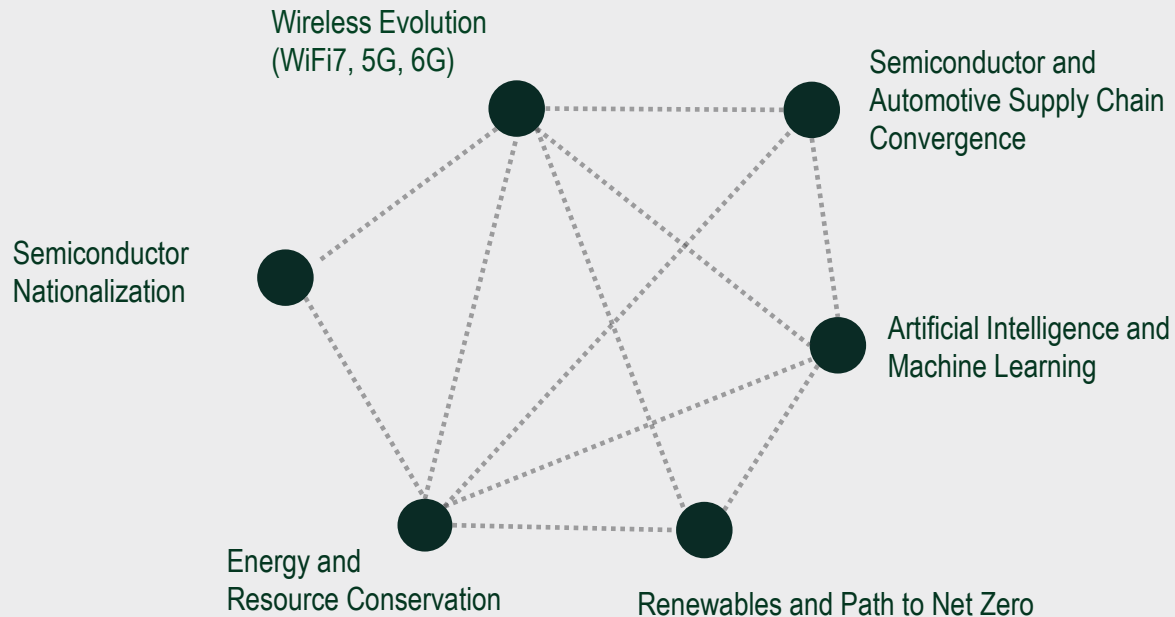 Wireless Evolution
(WiFi7, 5G, 6G)
Semiconductor and
Automotive Supply Chain
Convergence
Semiconductor
Nationalization
Artificial Intelligence and
Machine Learning
Energy and
Resource Conservation
Renewables and Path to Net Zero